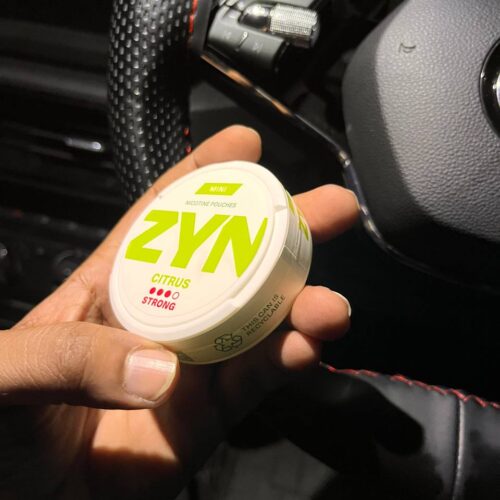 MINI
NICOTINE POUCHES
ZYN
CITRUS
STRONG
THIS CAN IS
RECYCLABLE